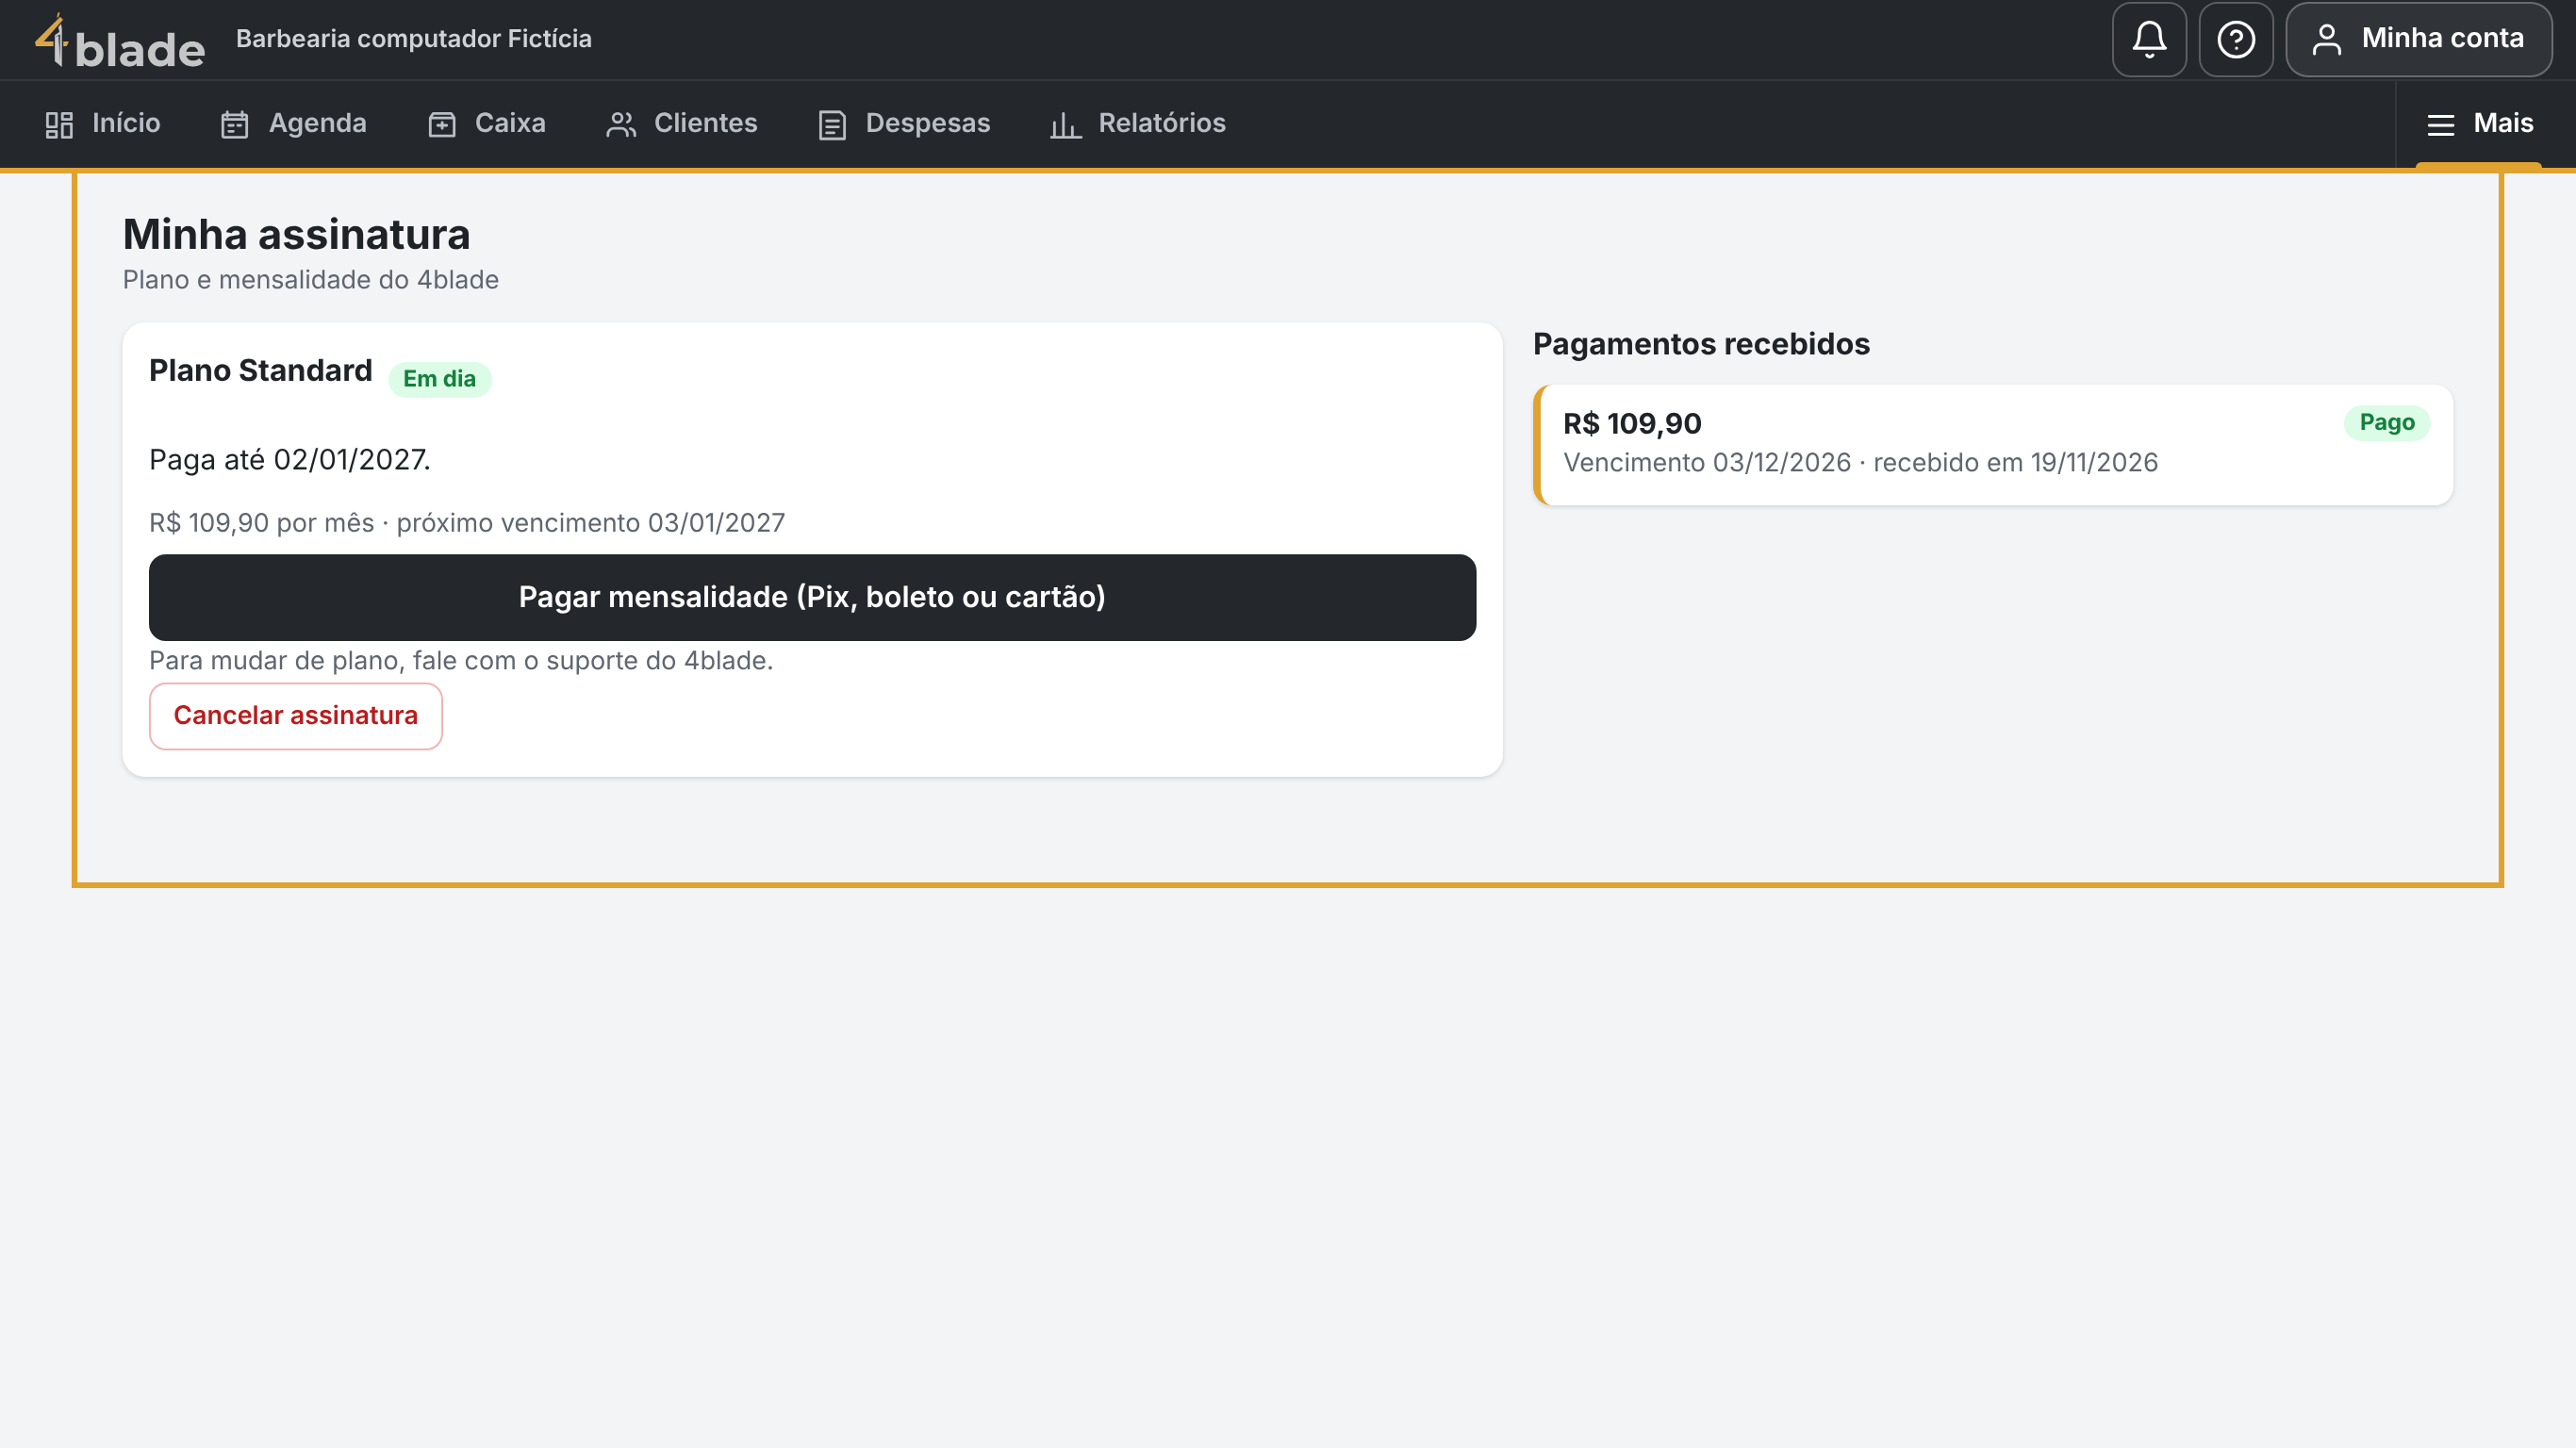 4blade
Barbearia computador Fictícia
Minha conta
Início
Agenda
Caixa
Clientes
Despesas
Relatórios
Mais
Minha assinatura
Plano e mensalidade do 4blade
Plano Standard
Em dia
Paga até 02/01/2027.
R$ 109,90 por mês · próximo vencimento 03/01/2027
Pagar mensalidade (Pix, boleto ou cartão)
Para mudar de plano, fale com o suporte do 4blade.
Cancelar assinatura
Pagamentos recebidos
R$ 109,90
Pago
Vencimento 03/12/2026 · recebido em 19/11/2026